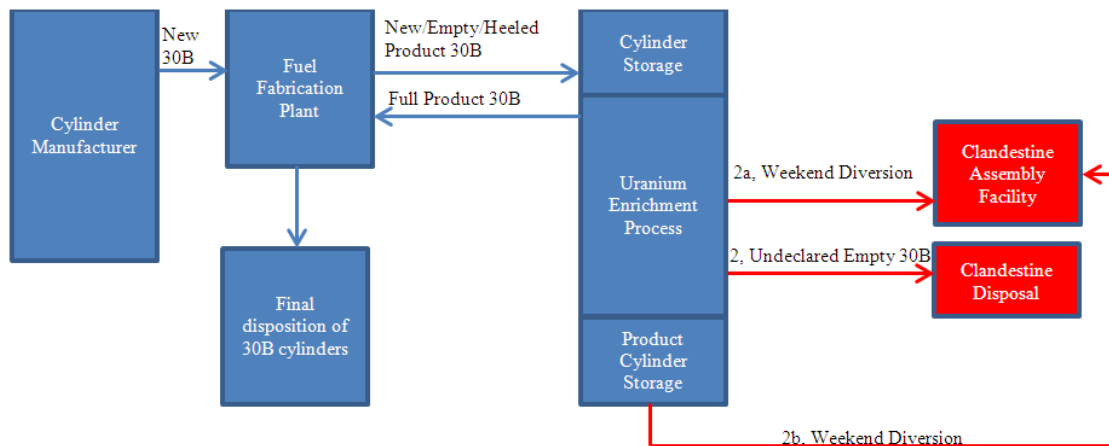 New
30B
New/Empty/Heeled
Product 30B
Full Product 30B
Cylinder
Manufacturer
Fuel
Fabrication
Plant
Final
disposition of
30B cylinders
Cylinder
Storage
Uranium
Enrichment
Process
Product
Cylinder
Storage
2a, Weekend Diversion
2, Undeclared Empty 30B
2b, Weekend Diversion
Clandestine
Assembly
Facility
Clandestine
Disposal